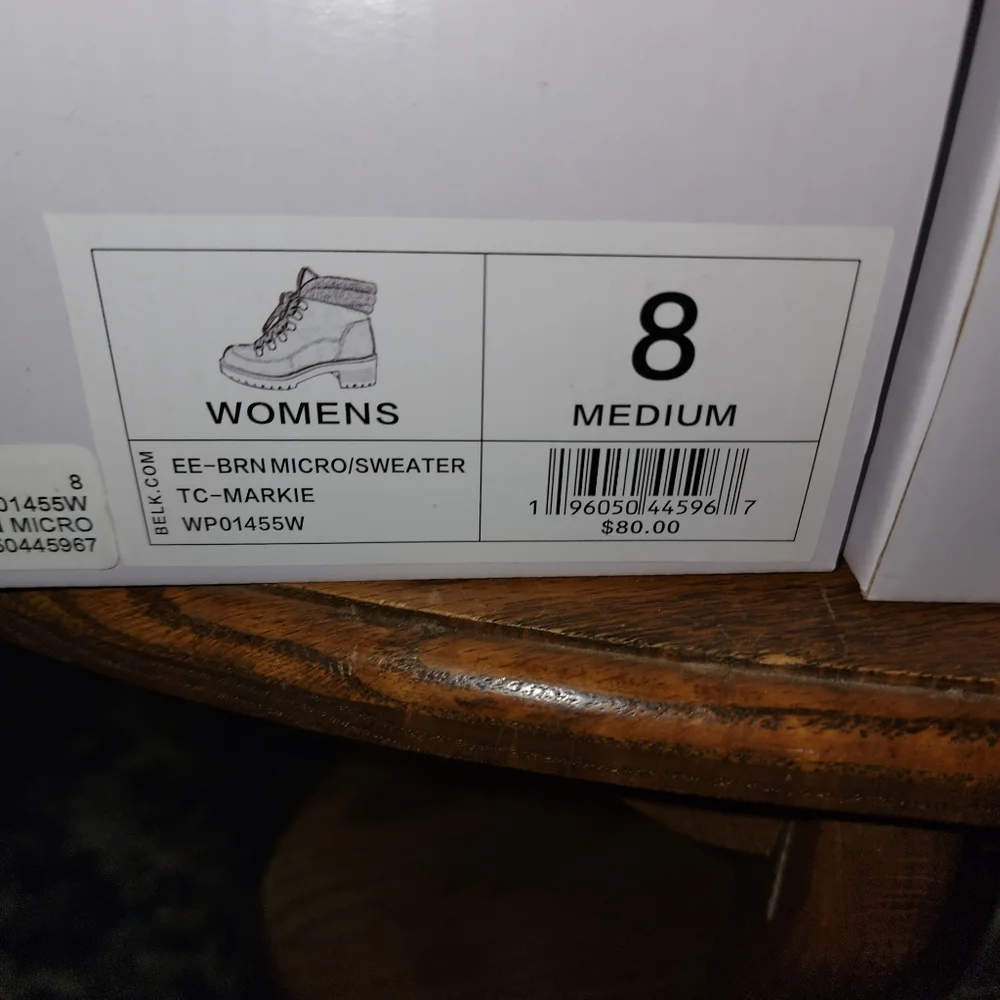 WOMENS
8
MEDIUM
BELK.COM
EE-BRN MICRO/SWEATER
TC-MARKIE
WP01455W
1 96050 44596 7
$80.00
8
01455W
MICRO
60445967